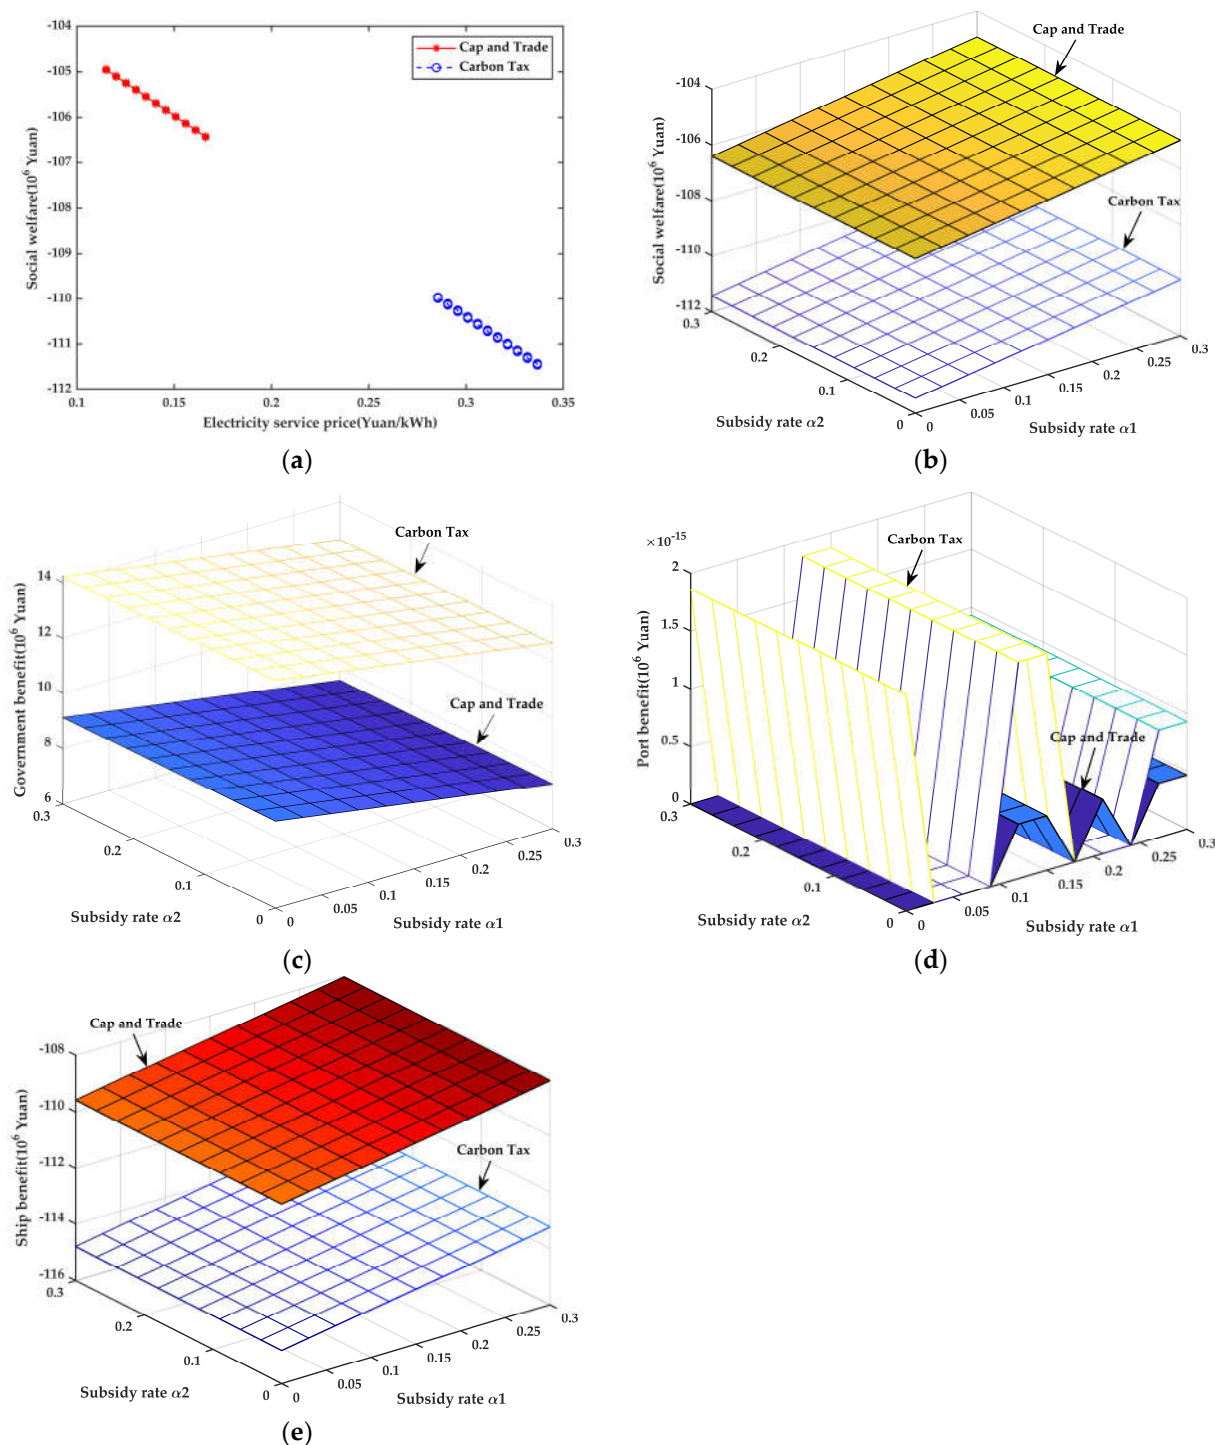 -104
-105
-106
-107
-108
-109
-110
-111
-112
0.1
0.15
0.2
0.25
0.3
0.35
Social welfare(10^6 Yuan)
Electricity service price(Yuan/kWh)
Cap and Trade
Carbon Tax
(a)
Cap and Trade
Carbon Tax
-104
-106
-108
-110
-112
0.3
0.2
0.1
0
0
0.05
0.1
0.15
0.2
0.25
0.3
Social welfare(10^6 Yuan)
Subsidy rate α2
Subsidy rate α1
(b)
Carbon Tax
Cap and Trade
14
12
10
8
6
0.3
0.2
0.1
0
0
0.05
0.1
0.15
0.2
0.25
0.3
Government benefit(10^6 Yuan)
Subsidy rate α2
Subsidy rate α1
(c)
×10^-15
Carbon Tax
Cap and Trade
2
1.5
1
0.5
0
0.3
0.2
0.1
0
0
0.05
0.1
0.15
0.2
0.25
0.3
Port benefit(10^6 Yuan)
Subsidy rate α2
Subsidy rate α1
(d)
Cap and Trade
Carbon Tax
-108
-110
-112
-114
-116
0.3
0.2
0.1
0
0
0.05
0.1
0.15
0.2
0.25
0.3
Ship benefit(10^6 Yuan)
Subsidy rate α2
Subsidy rate α1
(e)